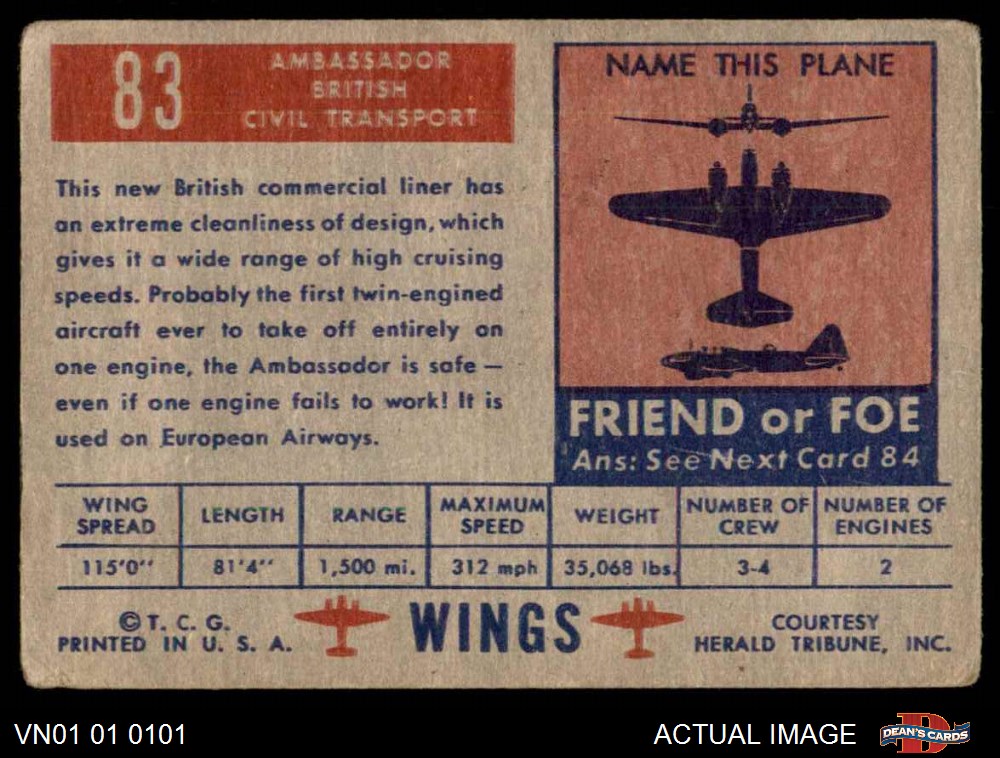 83
AMBASSADOR
BRITISH
CIVIL TRANSPORT
This new British commercial liner has
an extreme cleanliness of design, which
gives it a wide range of high cruising
speeds. Probably the first twin-engined
aircraft ever to take off entirely on
one engine, the Ambassador is safe —
even if one engine fails to work! It is
used on European Airways.
NAME THIS PLANE
FRIEND or FOE
Ans: See Next Card 84
WING SPREAD LENGTH RANGE MAXIMUM SPEED WEIGHT NUMBER OF CREW NUMBER OF ENGINES
115'0" 81'4" 1,500 mi. 312 mph 35,068 lbs. 3-4 2
© T. C. G.
PRINTED IN U. S. A.
WINGS
COURTESY
HERALD TRIBUNE, INC.
VN01 01 0101
ACTUAL IMAGE
D
DEAN'S CARDS